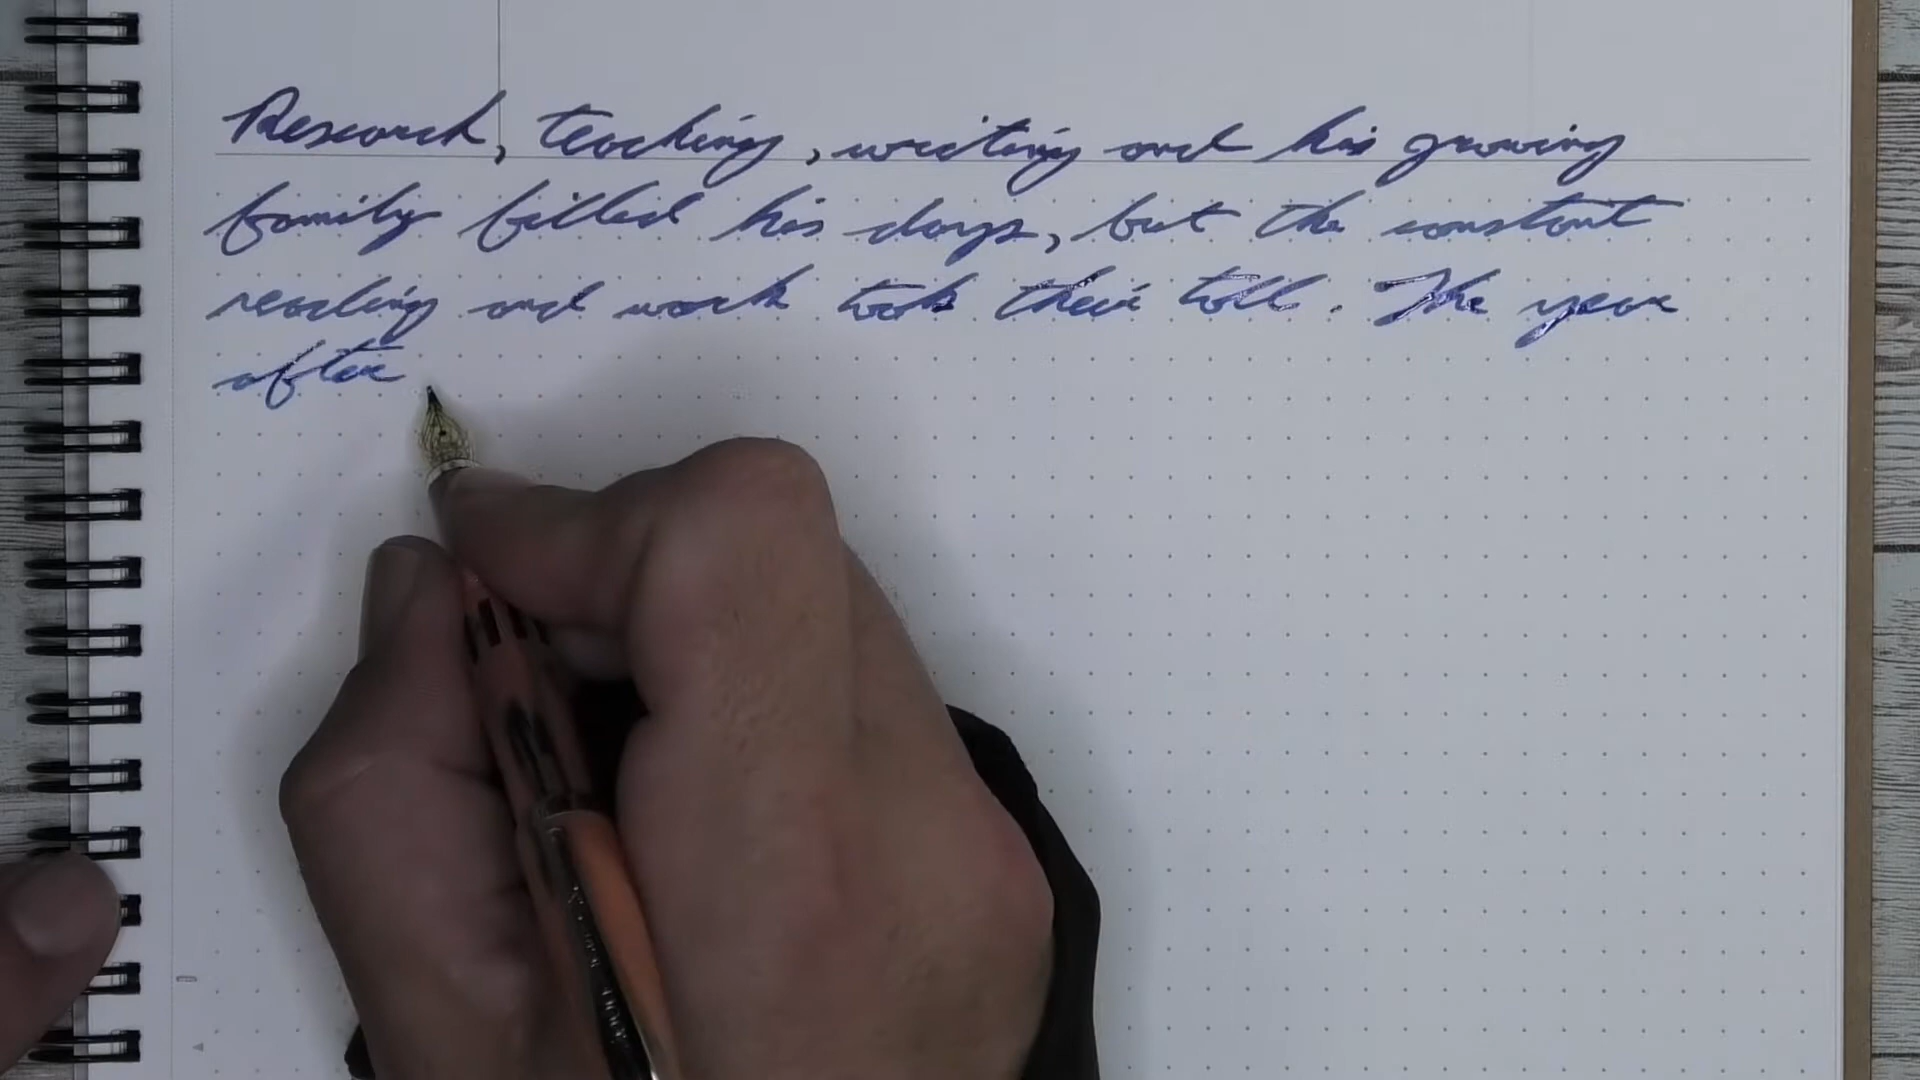 Research, teaching, writing and his growing
family filled his days, but the constant
reading and work took their toll. The year
after